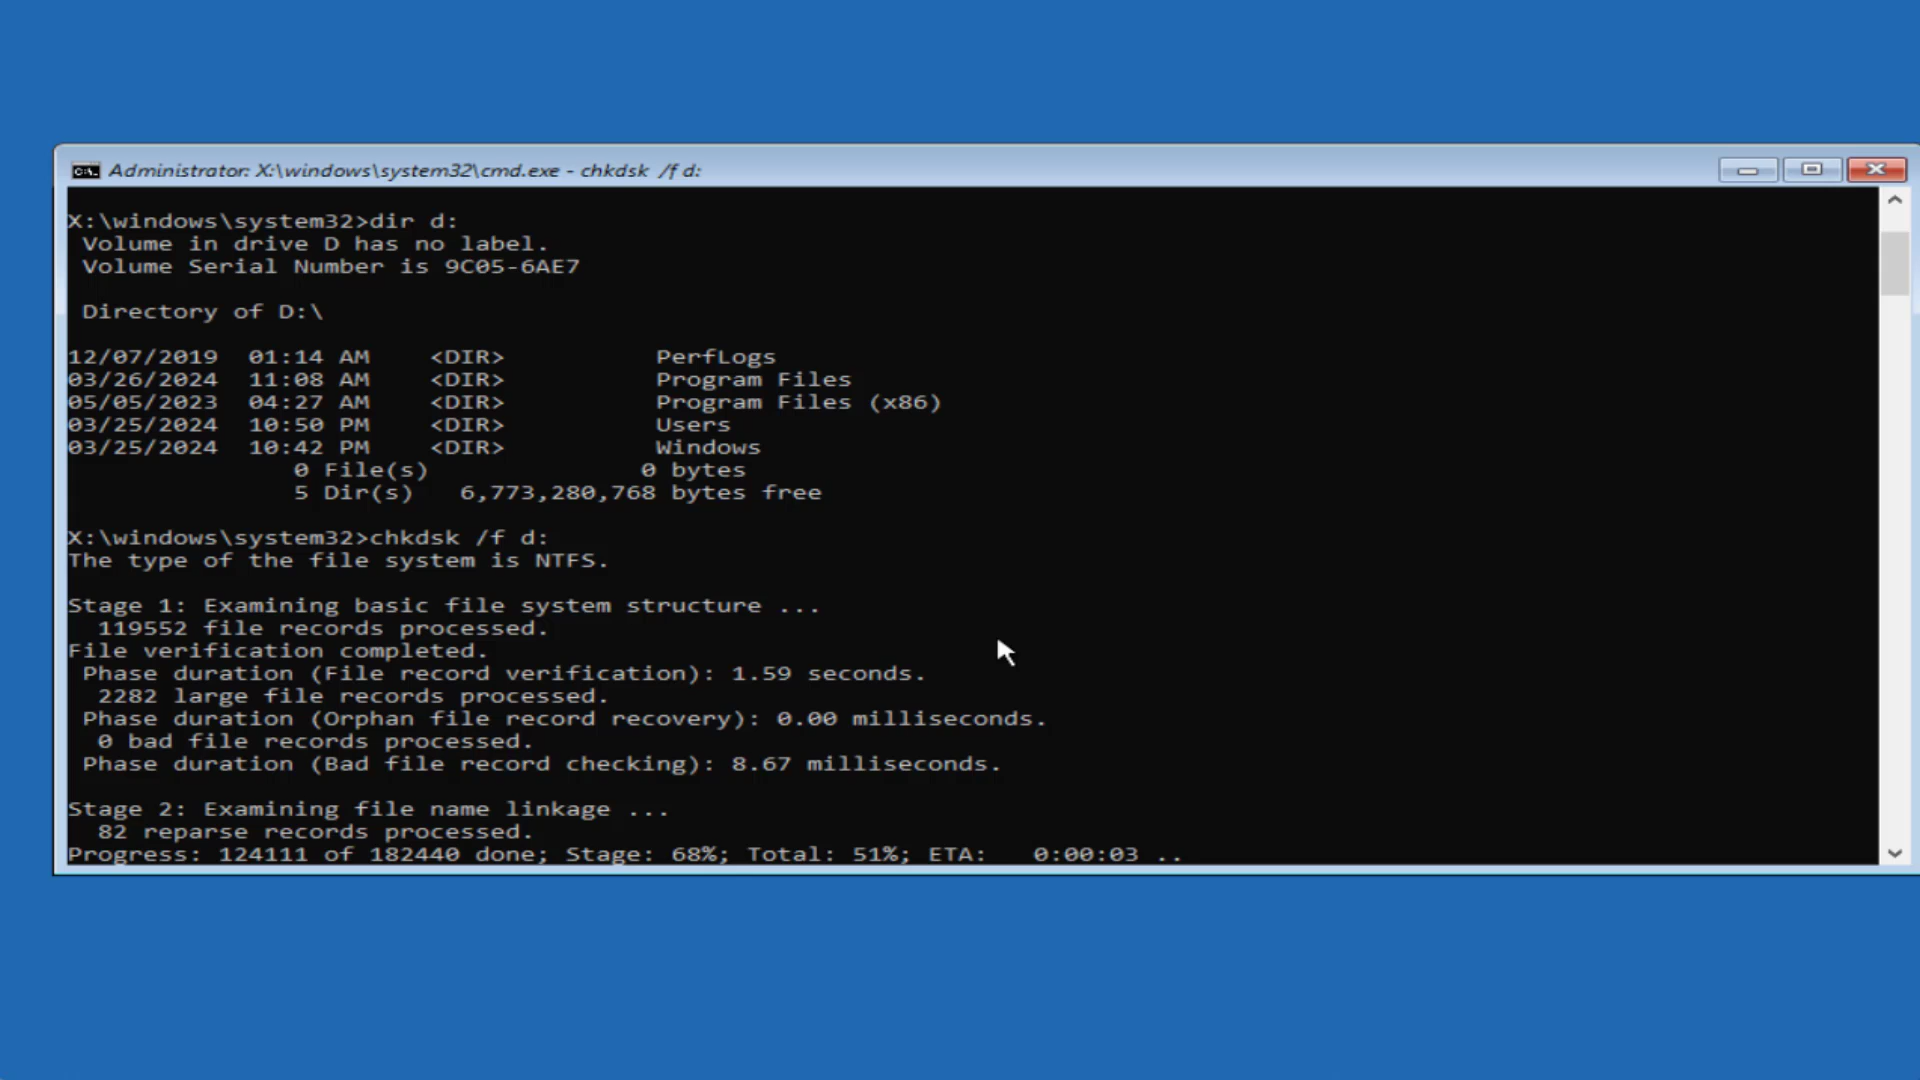 Administrator: X:\windows\system32\cmd.exe - chkdsk /f d:
X:\windows\system32>dir d:
Volume in drive D has no label.
Volume Serial Number is 9C05-6AE7
Directory of D:\
12/07/2019 01:14 AM <DIR> PerfLogs
03/26/2024 11:08 AM <DIR> Program Files
05/05/2023 04:27 AM <DIR> Program Files (x86)
03/25/2024 10:50 PM <DIR> Users
03/25/2024 10:42 PM <DIR> Windows
0 File(s) 0 bytes
5 Dir(s) 6,773,280,768 bytes free
X:\windows\system32>chkdsk /f d:
The type of the file system is NTFS.
Stage 1: Examining basic file system structure ...
119552 file records processed.
File verification completed.
Phase duration (File record verification): 1.59 seconds.
2282 large file records processed.
Phase duration (Orphan file record recovery): 0.00 milliseconds.
0 bad file records processed.
Phase duration (Bad file record checking): 8.67 milliseconds.
Stage 2: Examining file name linkage ...
82 reparse records processed.
Progress: 124111 of 182440 done; Stage: 68%; Total: 51%; ETA: 0:00:03 ..